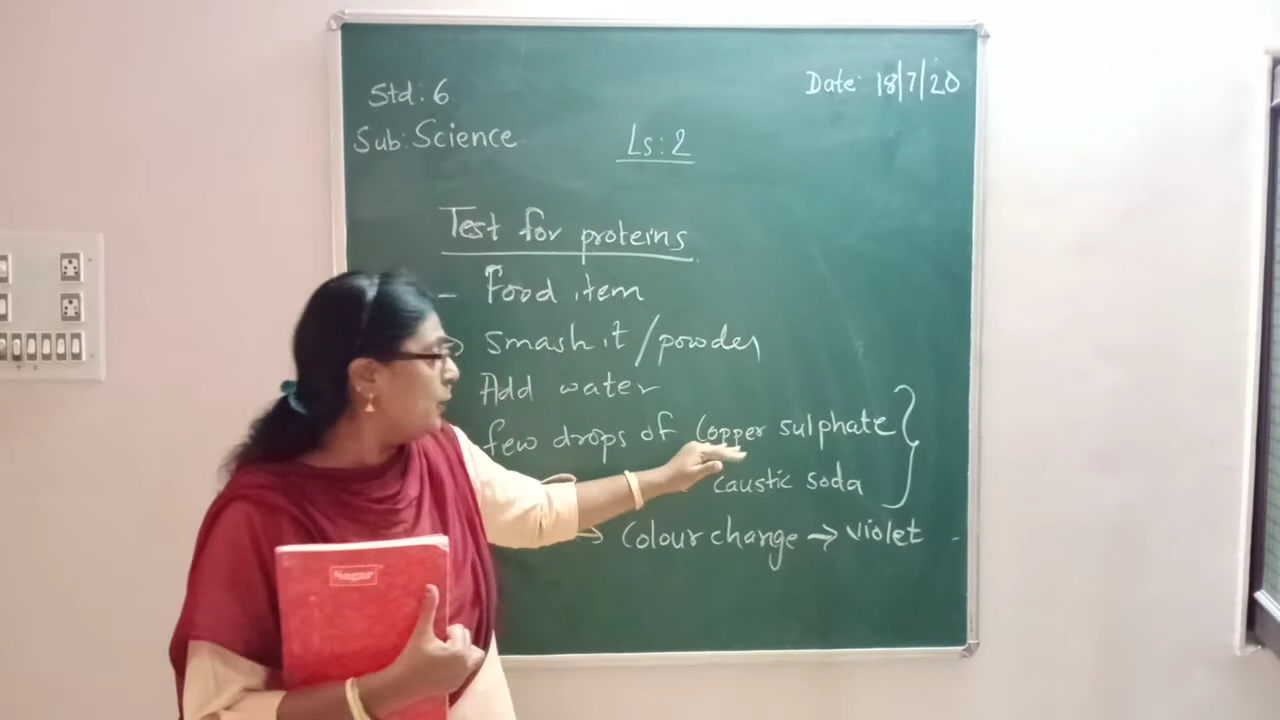 Std: 6
Date: 18/7/20
Sub: Science
Ls: 2
Test for proteins
- Food item
smash it / powder
Add water
few drops of Copper sulphate
caustic soda
→ Colour change → violet
Sagar